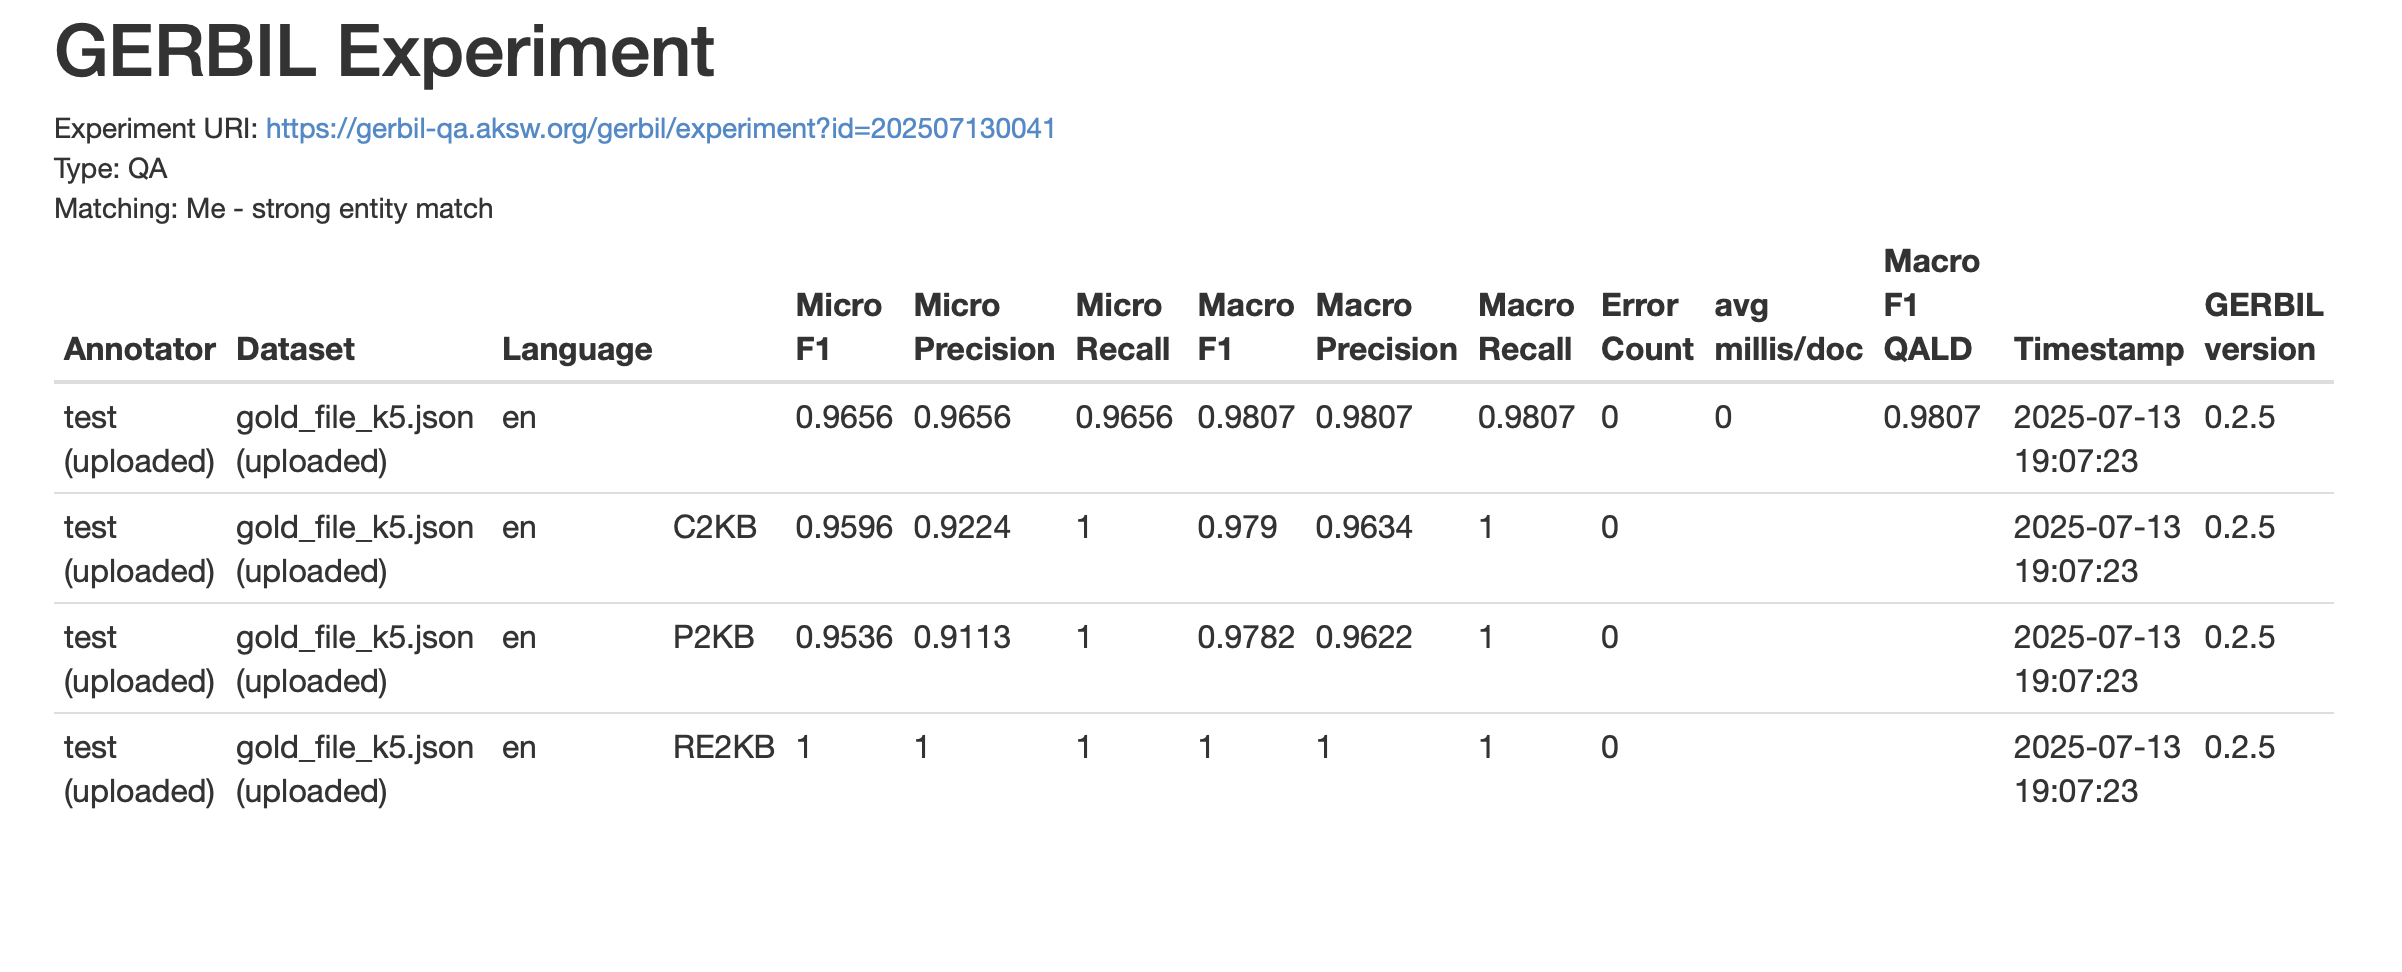 GERBIL Experiment
Experiment URI: https://gerbil-qa.aksw.org/gerbil/experiment?id=202507130041
Type: QA
Matching: Me - strong entity match
Macro
Micro Micro Micro Macro Macro Macro Error avg F1 GERBIL
Annotator Dataset Language F1 Precision Recall F1 Precision Recall Count millis/doc QALD Timestamp version
test gold_file_k5.json en 0.9656 0.9656 0.9656 0.9807 0.9807 0.9807 0 0 0.9807 2025-07-13 0.2.5
(uploaded) (uploaded) 19:07:23
test gold_file_k5.json en C2KB 0.9596 0.9224 1 0.979 0.9634 1 0 2025-07-13 0.2.5
(uploaded) (uploaded) 19:07:23
test gold_file_k5.json en P2KB 0.9536 0.9113 1 0.9782 0.9622 1 0 2025-07-13 0.2.5
(uploaded) (uploaded) 19:07:23
test gold_file_k5.json en RE2KB 1 1 1 1 1 1 0 2025-07-13 0.2.5
(uploaded) (uploaded) 19:07:23